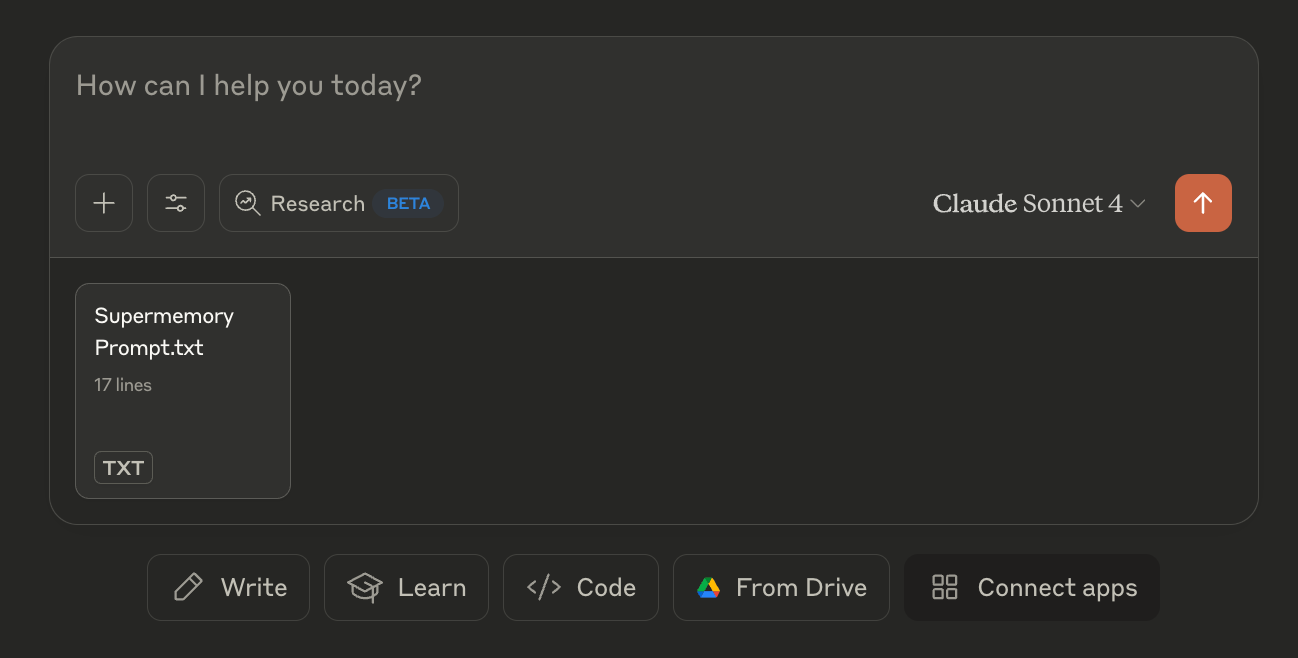 How can I help you today?
Research BETA
Claude Sonnet 4
Supermemory
Prompt.txt
17 lines
TXT
Write
Learn
Code
From Drive
Connect apps